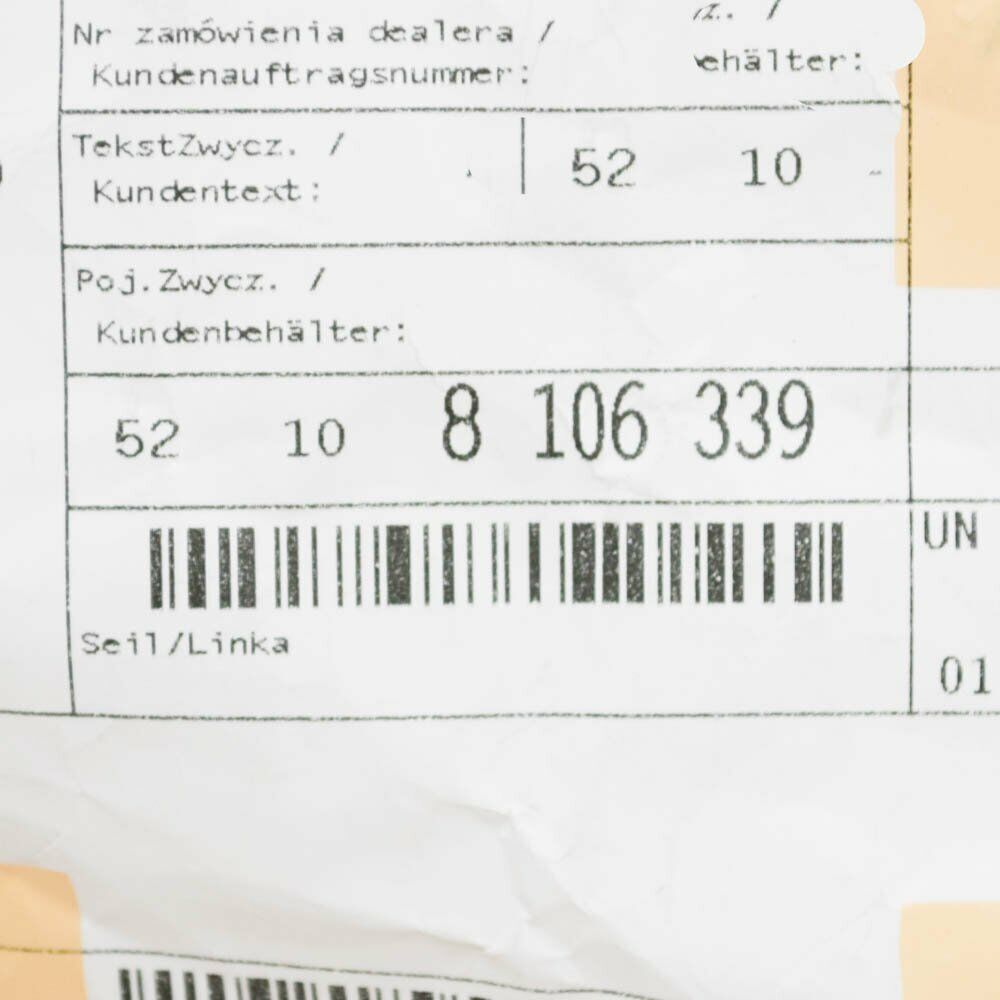 Nr zamówienia dealera /
Kundenauftragsnummer:
z. /
ehälter:
TekstZwycz. /
Kundentext:
52 10
Poj.Zwycz. /
Kundenbehälter:
52 10 8 106 339
UN
Seil/Linka
01